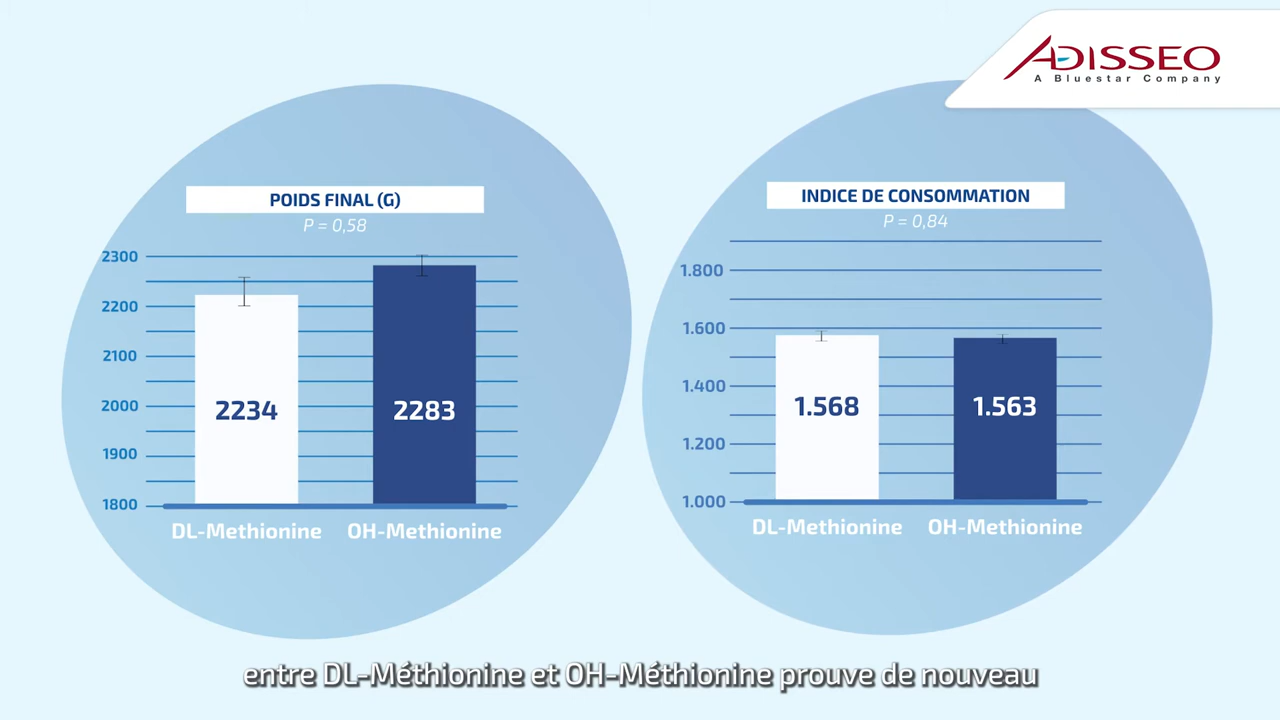 ADISSEO
A Bluestar Company
POIDS FINAL (G)
P = 0,58
2300
2200
2100
2000
1900
1800
2234
2283
DL-Methionine
OH-Methionine
INDICE DE CONSOMMATION
P = 0,84
1.800
1.600
1.400
1.200
1.000
1.568
1.563
DL-Methionine
OH-Methionine
entre DL-Méthionine et OH-Méthionine prouve de nouveau